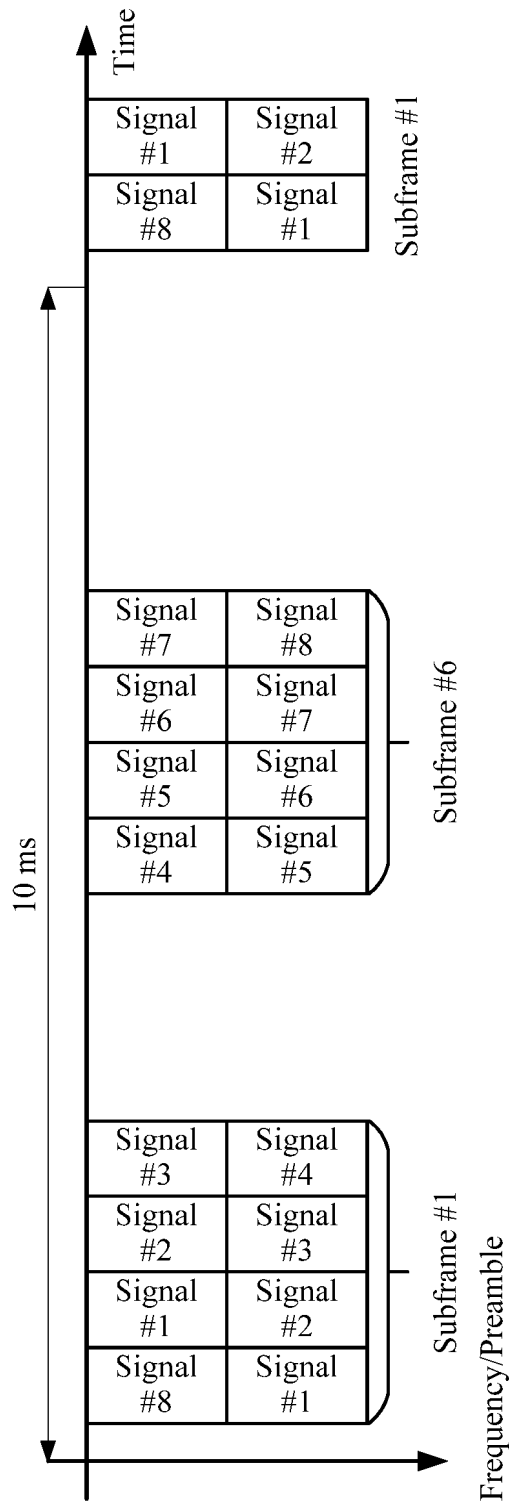 Time
Signal
#1
Signal
#2
Signal
#8
Signal
#1
Subframe #1
10 ms
Signal
#7
Signal
#8
Signal
#6
Signal
#7
Signal
#5
Signal
#6
Signal
#4
Signal
#5
Subframe #6
Signal
#3
Signal
#4
Signal
#2
Signal
#3
Signal
#1
Signal
#2
Signal
#8
Signal
#1
Subframe #1
Frequency/Preamble